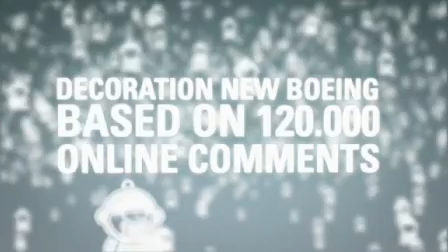 DECORATION NEW BOEING
BASED ON 120.000
ONLINE COMMENTS